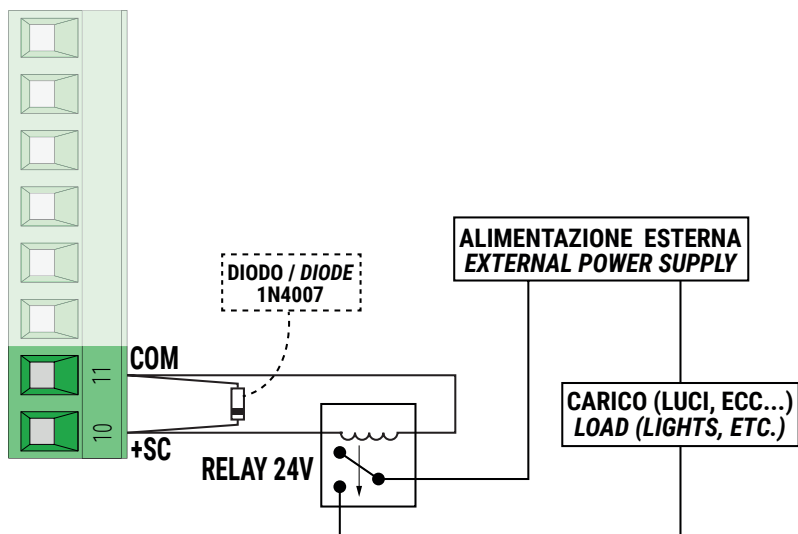 ALIMENTAZIONE ESTERNA
EXTERNAL POWER SUPPLY
DIODO / DIODE
1N4007
COM
11
10
+SC
RELAY 24V
CARICO (LUCI, ECC...)
LOAD (LIGHTS, ETC.)